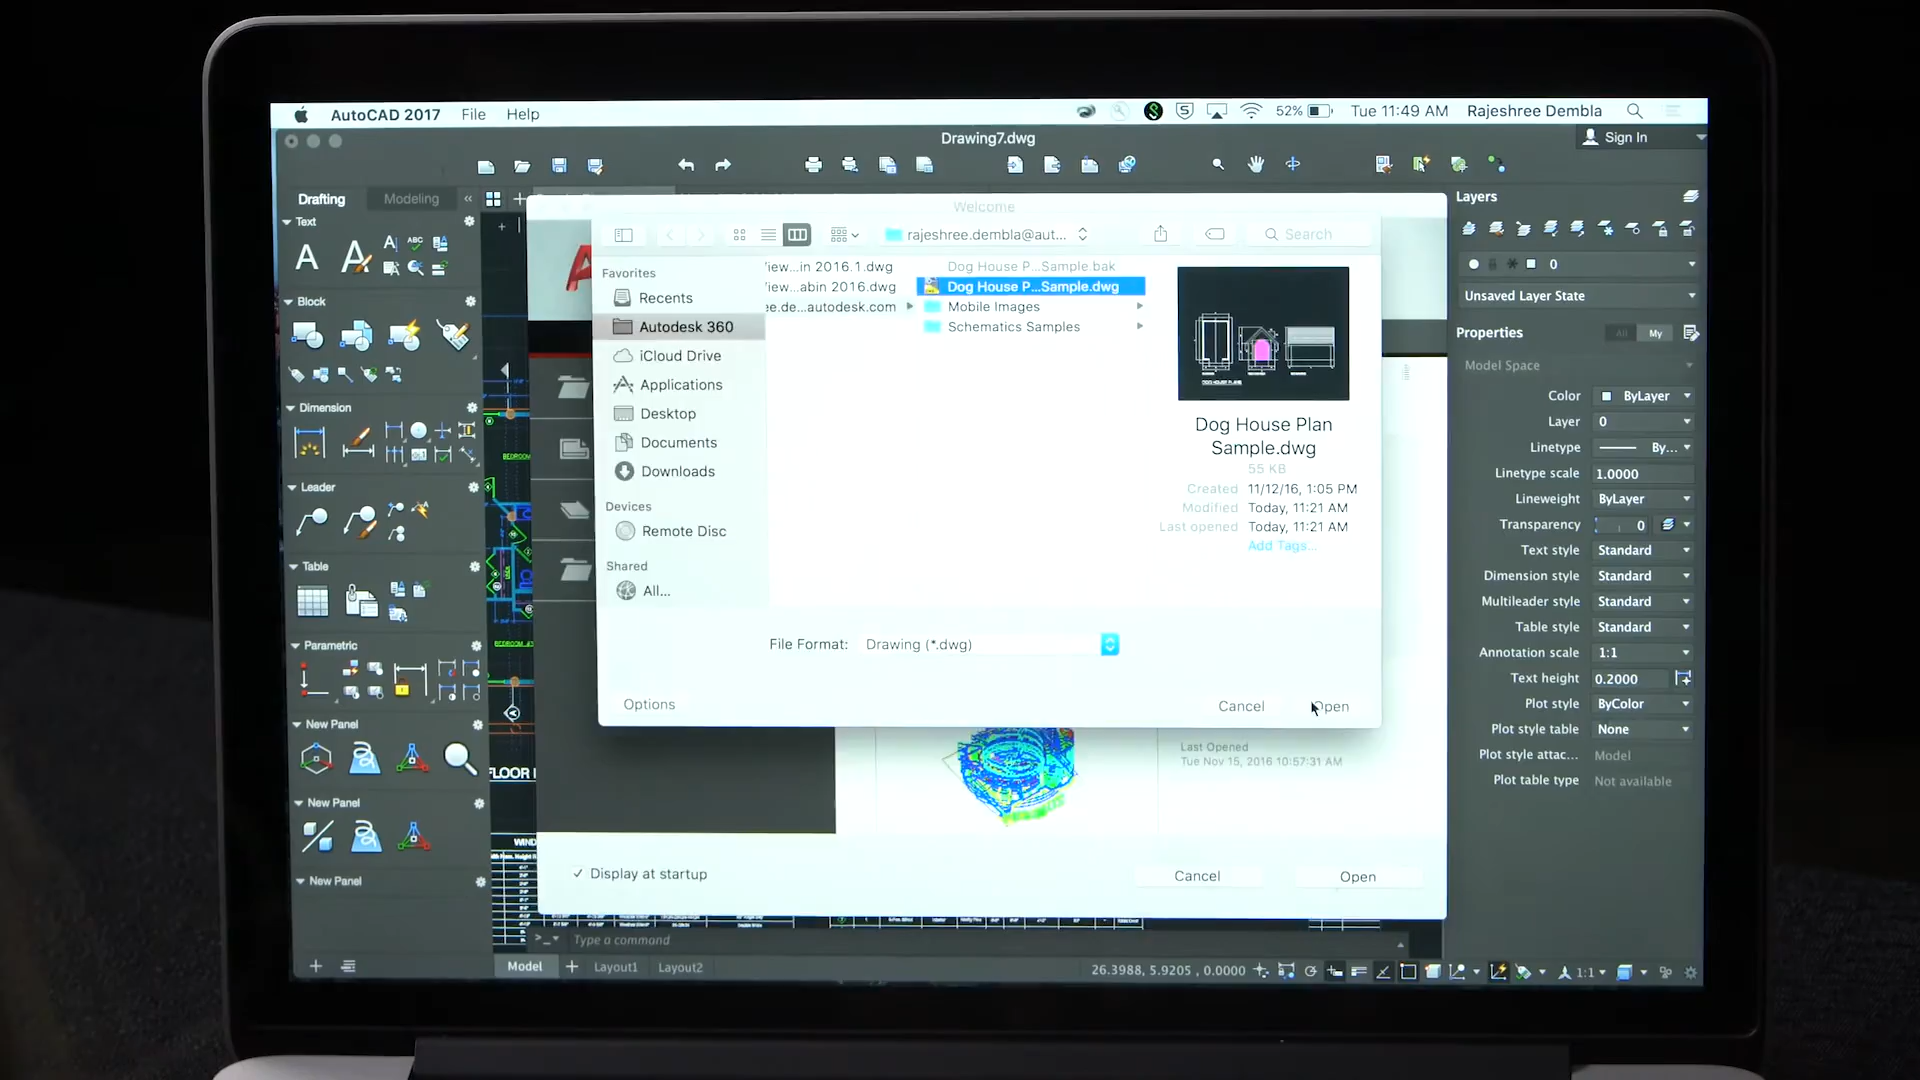 AutoCAD 2017 File Help 52% Tue 11:49 AM Rajeshree Dembla
Drawing7.dwg
Sign In
Drafting Modeling
Text
A A A ABC
Block
Dimension
Leader
Table
Parametric
New Panel
New Panel
New Panel
Welcome
rajeshree.dembla@aut... Search
Favorites
Recents
Autodesk 360
iCloud Drive
Applications
Desktop
Documents
Downloads
Devices
Remote Disc
Shared
All...
iew...in 2016.1.dwg
iew...abin 2016.dwg
ee.de...autodesk.com
Dog House P...Sample.bak
Dog House P...Sample.dwg
Mobile Images
Schematics Samples
DOG HOUSE PLANS
Dog House Plan
Sample.dwg
55 KB
Created 11/12/16, 1:05 PM
Modified Today, 11:21 AM
Last opened Today, 11:21 AM
Add Tags...
File Format: Drawing (*.dwg)
Options
Cancel Open
Last Opened
Tue Nov 15, 2016 10:57:31 AM
Display at startup
Cancel Open
Type a command
Model Layout1 Layout2
26.3988, 5.9205 , 0.0000 1:1
Layers
0
Unsaved Layer State
Properties All My
Model Space
Color ByLayer
Layer 0
Linetype By...
Linetype scale 1.0000
Lineweight ByLayer
Transparency 0
Text style Standard
Dimension style Standard
Multileader style Standard
Table style Standard
Annotation scale 1:1
Text height 0.2000
Plot style ByColor
Plot style table None
Plot style attac... Model
Plot table type Not available